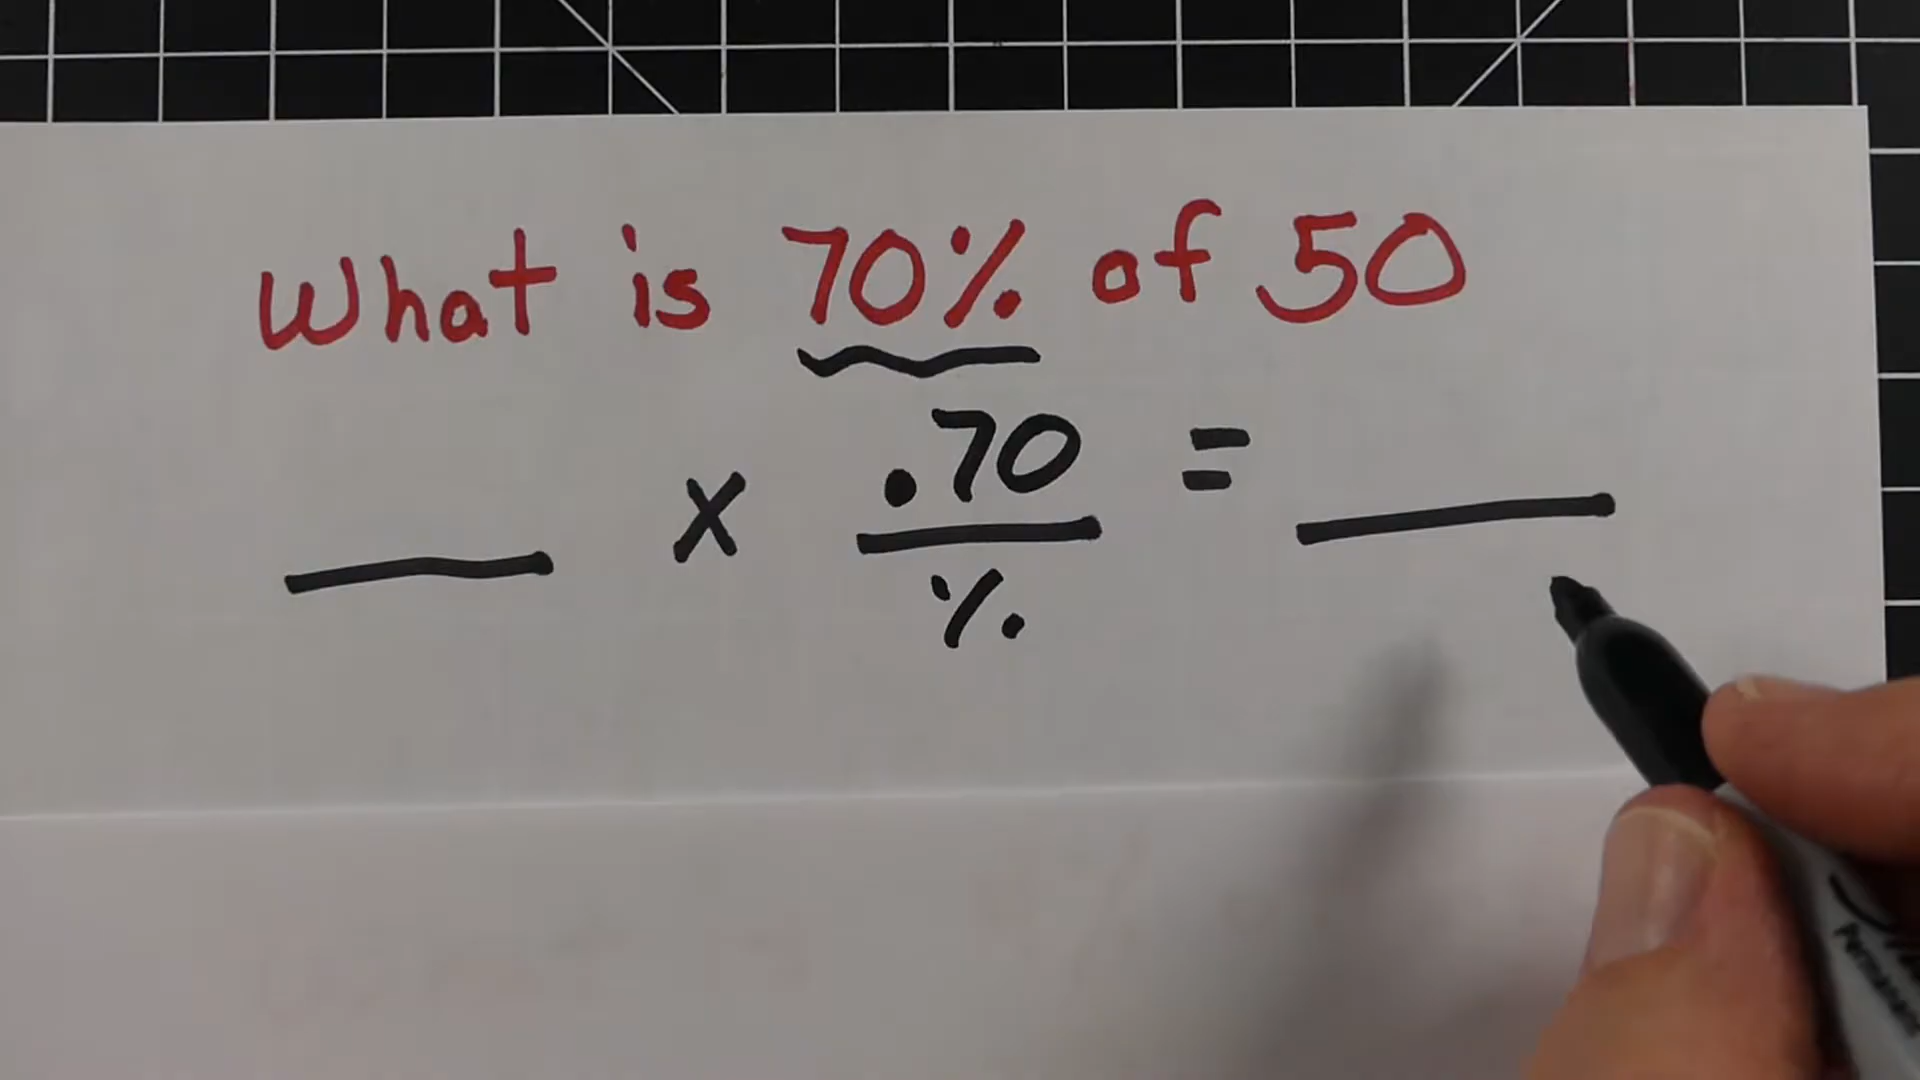 What is 70% of 50
x .70 =
%